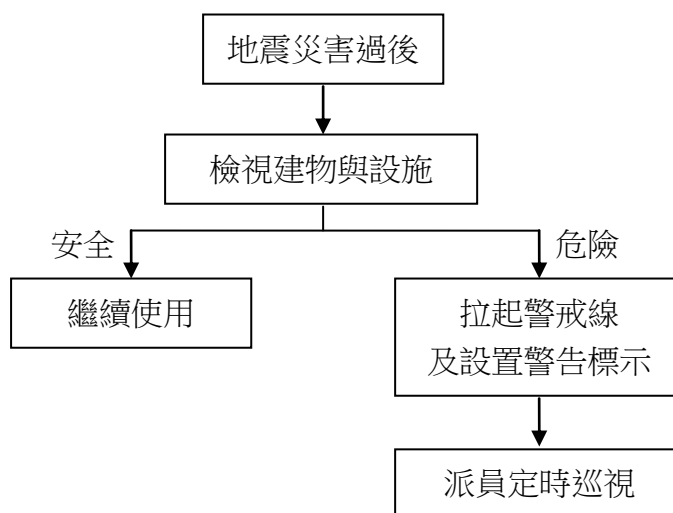 地震災害過後
檢視建物與設施
安全
危險
繼續使用
拉起警戒線
及設置警告標示
派員定時巡視